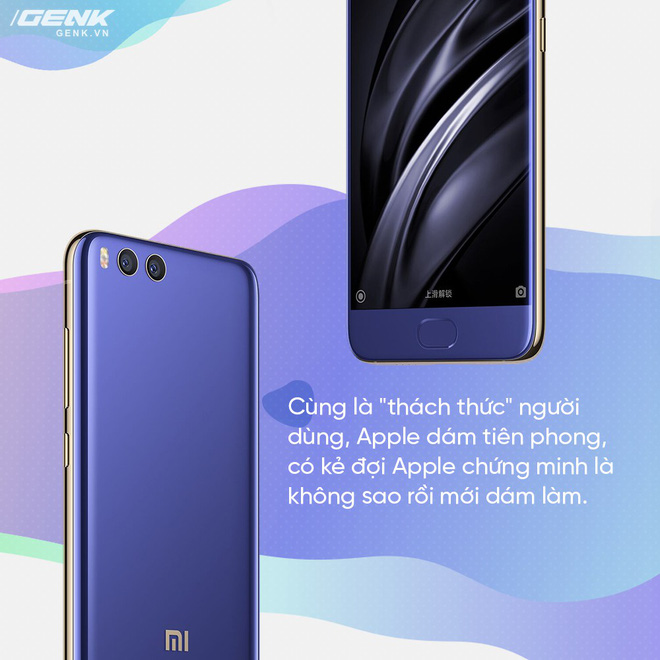 GENK
GENK.VN
上滑解锁
Cùng là "thách thức" người
dùng, Apple dám tiên phong,
có kẻ đợi Apple chứng minh là
không sao rồi mới dám làm.
MI